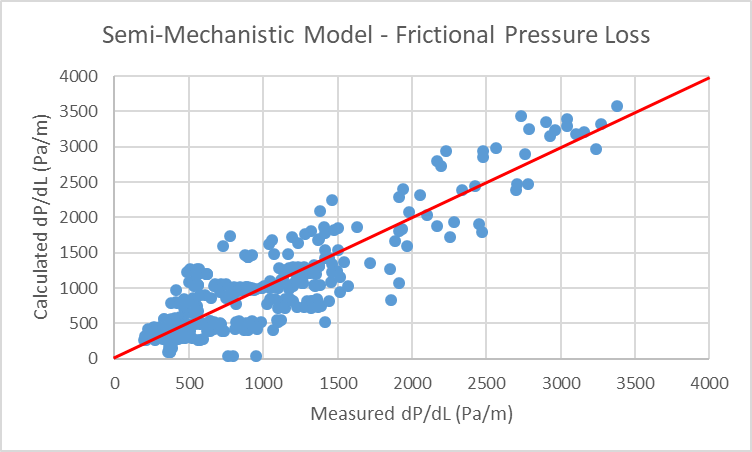 Semi-Mechanistic Model - Frictional Pressure Loss
Calculated dP/dL (Pa/m)
4000
3500
3000
2500
2000
1500
1000
500
0
0 500 1000 1500 2000 2500 3000 3500 4000
Measured dP/dL (Pa/m)